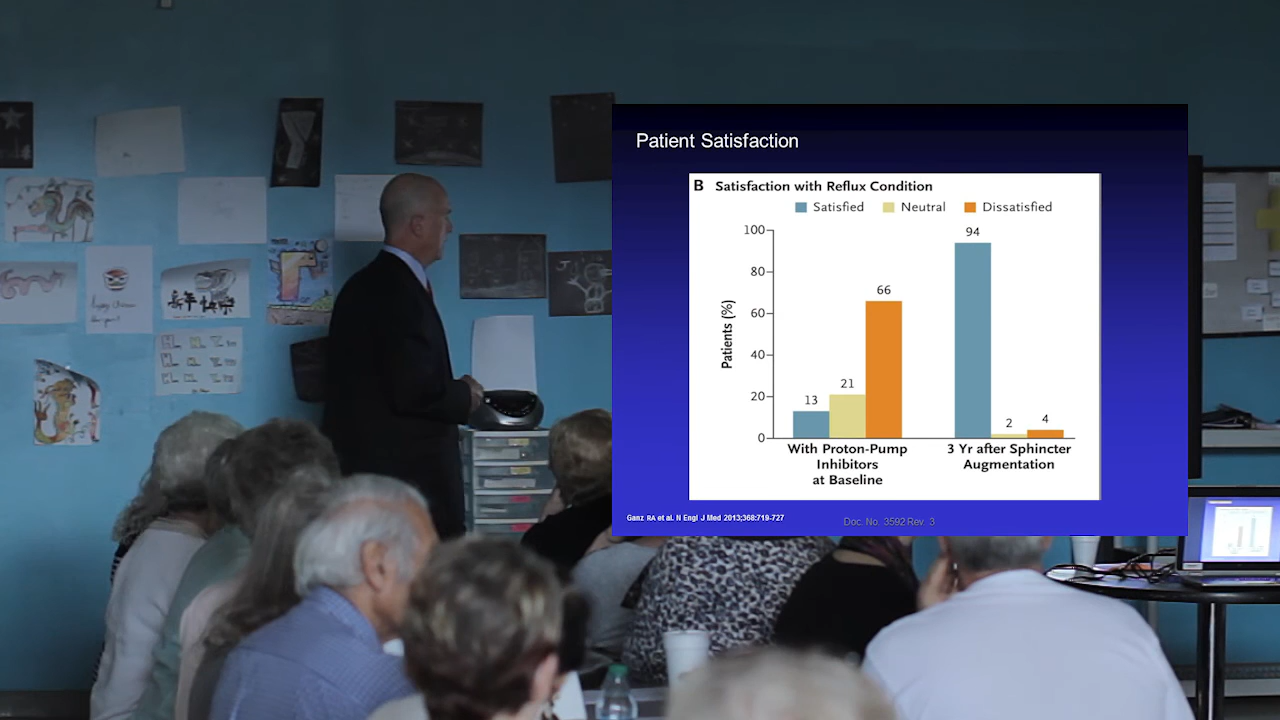 Patient Satisfaction
B Satisfaction with Reflux Condition
Satisfied Neutral Dissatisfied
Patients (%)
100
80
60
40
20
0
13
21
66
94
2
4
With Proton-Pump
Inhibitors
at Baseline
3 Yr after Sphincter
Augmentation
Ganz RA et al. N Engl J Med 2013;368:719-727
Doc. No. 3592 Rev. 3